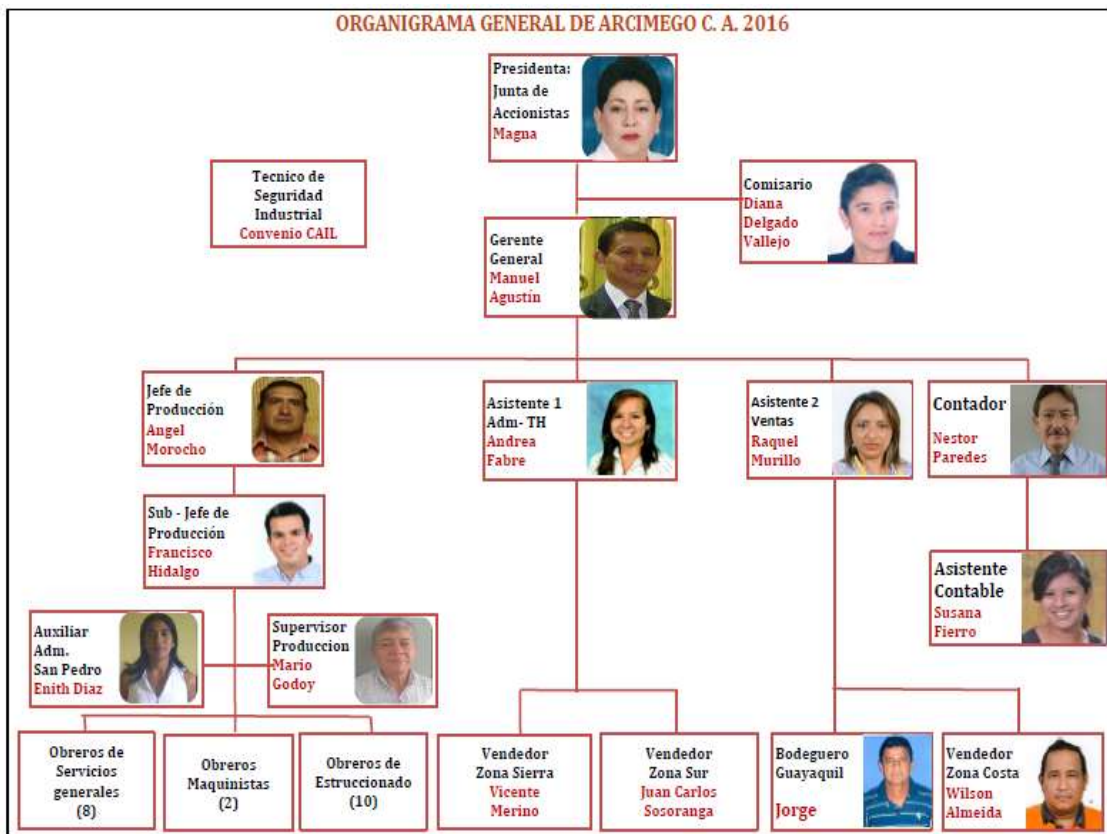 ORGANIGRAMA GENERAL DE ARCIMEGO C. A. 2016
Presidenta:
Junta de
Accionistas
Magna
Tecnico de
Seguridad
Industrial
Convenio CAIL
Comisario
Diana
Delgado
Vallejo
Gerente
General
Manuel
Agustín
Jefe de
Producción
Angel
Morocho
Asistente 1
Adm- TH
Andrea
Fabre
Asistente 2
Ventas
Raquel
Murillo
Contador
Nestor
Paredes
Sub - Jefe de
Producción
Francisco
Hidalgo
Asistente
Contable
Susana
Fierro
Auxiliar
Adm.
San Pedro
Enith Díaz
Supervisor
Produccion
Mario
Godoy
Obreros de
Servicios
generales
(8)
Obreros
Maquinistas
(2)
Obreros de
Estruccionado
(10)
Vendedor
Zona Sierra
Vicente
Merino
Vendedor
Zona Sur
Juan Carlos
Sosoranga
Bodeguero
Guayaquil
Jorge
Vendedor
Zona Costa
Wilson
Almeida